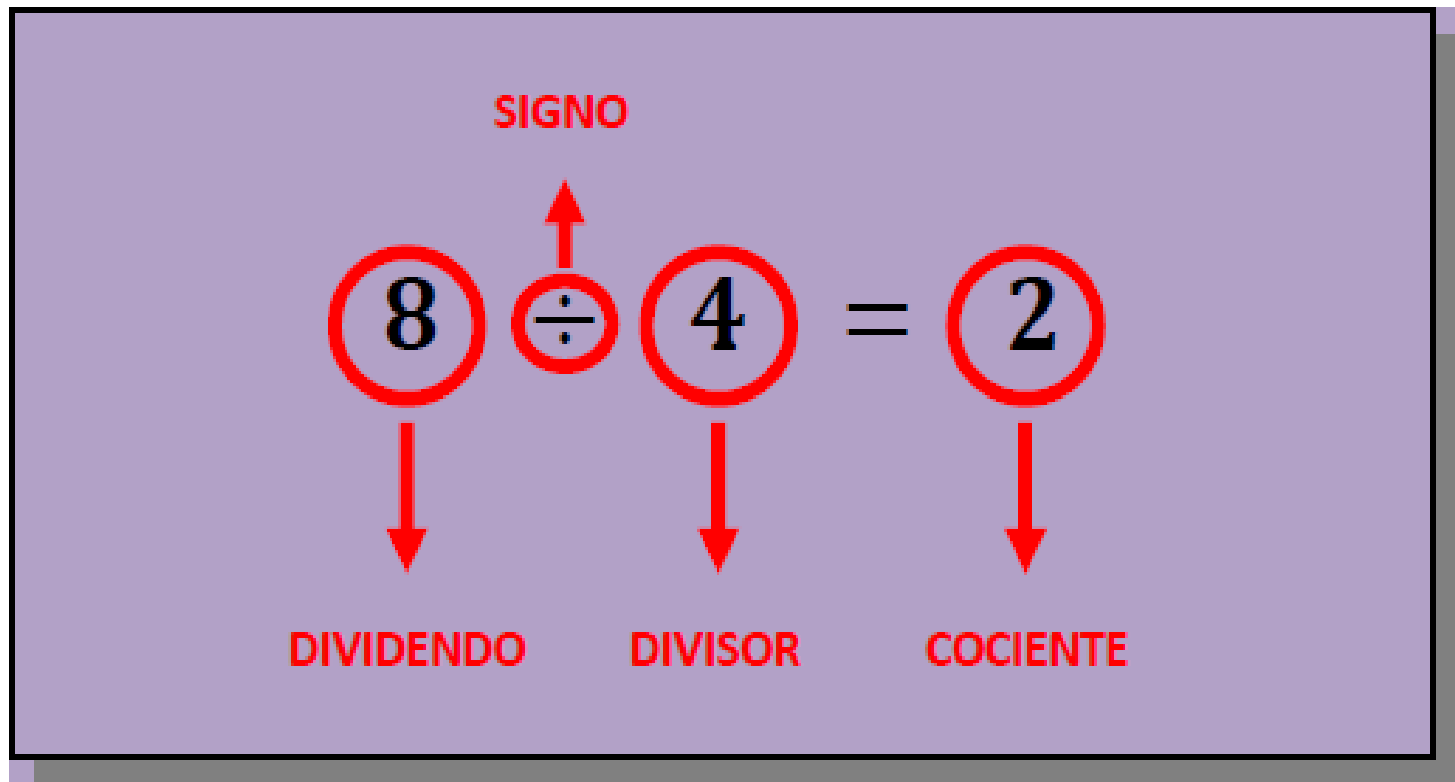 SIGNO
8 ÷ 4 = 2
DIVIDENDO DIVISOR COCIENTE